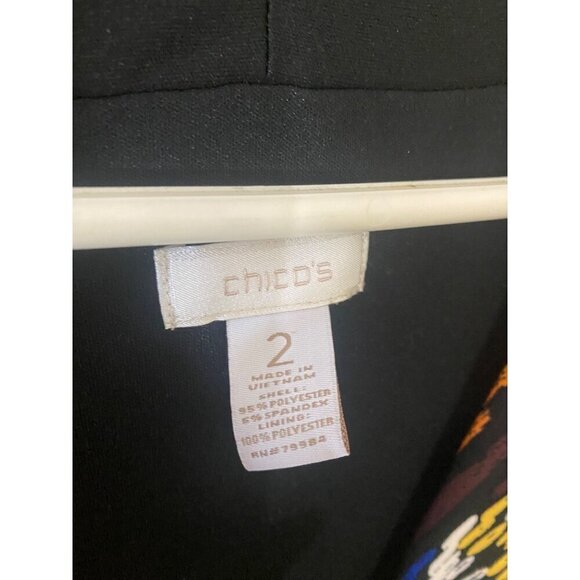 chico's
2
MADE IN
VIETNAM
SHELL:
95% POLYESTER
5% SPANDEX
LINING:
100% POLYESTER
RN#79984